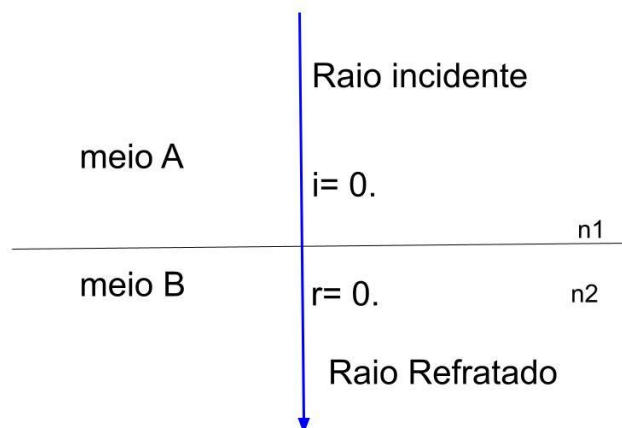 Raio incidente
meio A
i= 0.
n1
meio B
r= 0.
n2
Raio Refratado